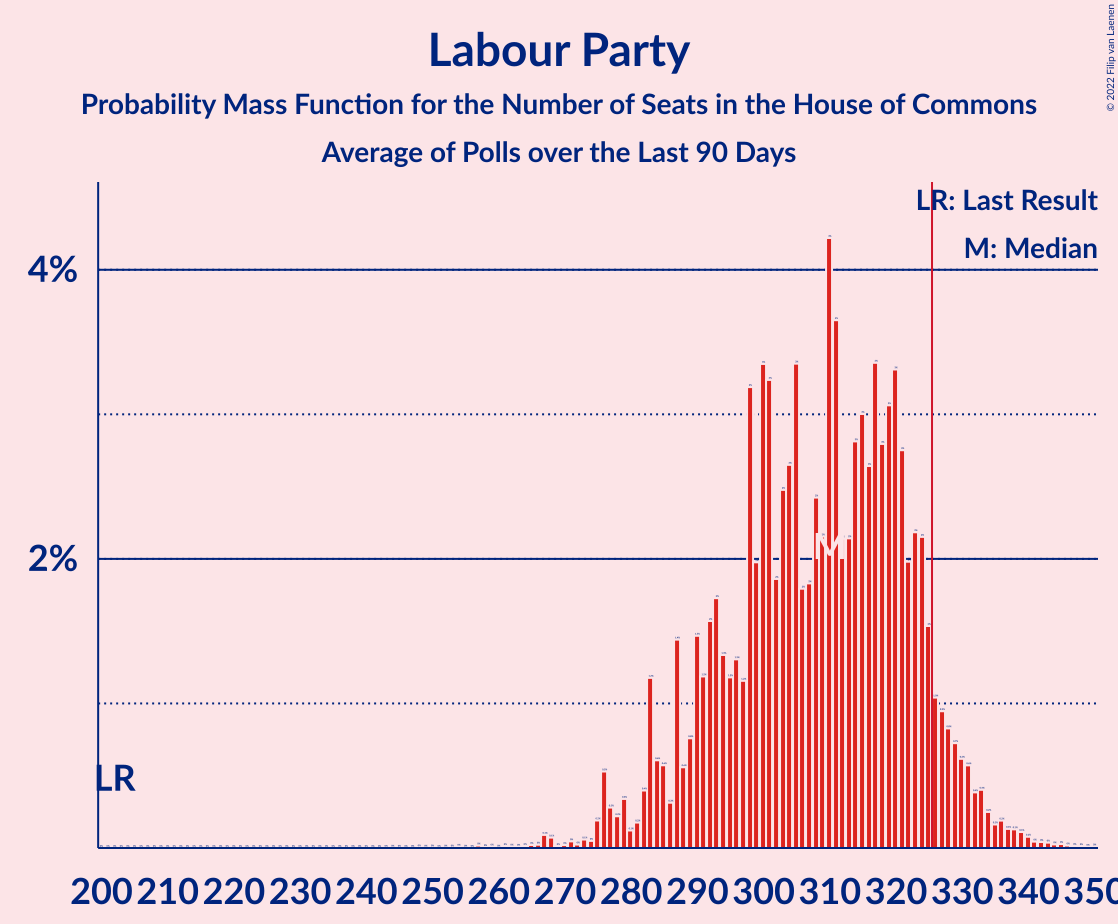 Labour Party
Probability Mass Function for the Number of Seats in the House of Commons
Average of Polls over the Last 90 Days
© 2022 Filip van Laenen
LR: Last Result
M: Median
4%
2%
M
LR
200 210 220 230 240 250 260 270 280 290 300 310 320 330 340 350